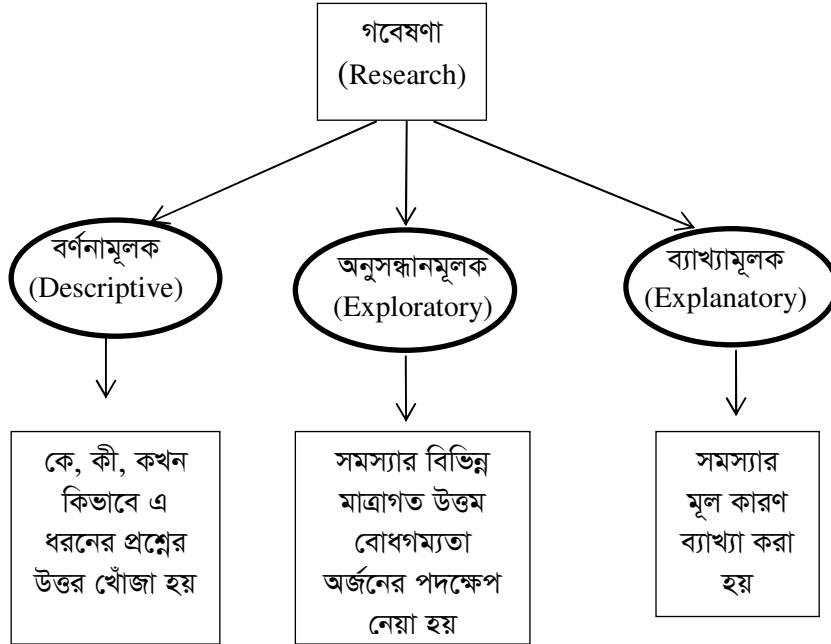 গবেষণা
(Research)
বর্ণনামূলক
(Descriptive)
অনুসন্ধানমূলক
(Exploratory)
ব্যাখ্যামূলক
(Explanatory)
কে, কী, কখন
কিভাবে এ
ধরনের প্রশ্নের
উত্তর খোঁজা হয়
সমস্যার বিভিন্ন
মাত্রাগত উত্তম
বোধগম্যতা
অর্জনের পদক্ষেপ
নেয়া হয়
সমস্যার
মূল কারণ
ব্যাখ্যা করা
হয়